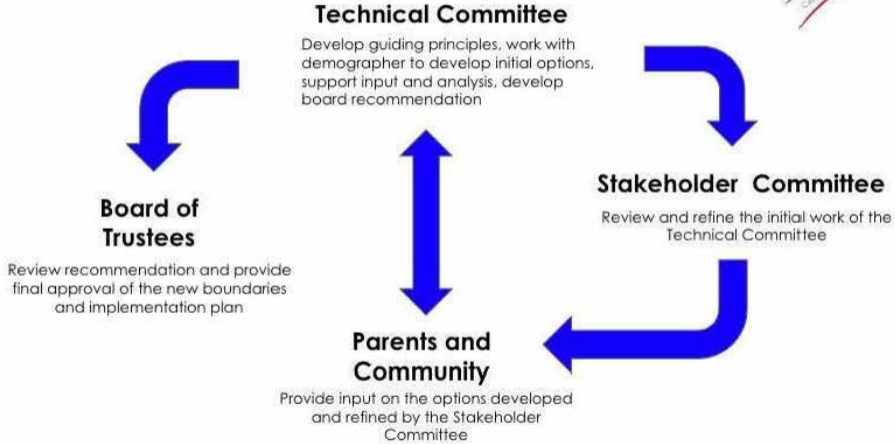 Technical Committee
Develop guiding principles, work with
demographer to develop initial options,
support input and analysis, develop
board recommendation
Stakeholder Committee
Review and refine the initial work of the
Technical Committee
Board of
Trustees
Review recommendation and provide
final approval of the new boundaries
and implementation plan
Parents and
Community
Provide input on the options developed
and refined by the Stakeholder
Committee